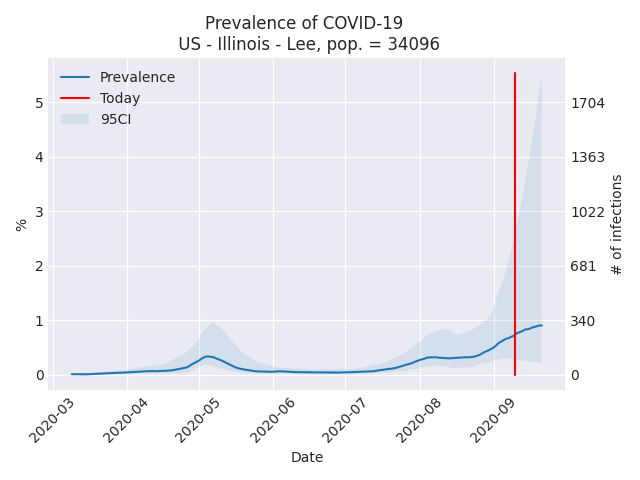 Prevalence of COVID-19
US - Illinois - Lee, pop. = 34096
Prevalence
Today
95CI
5
4
3
2
1
0
%
1704
1363
1022
681
340
0
# of infections
2020-03
2020-04
2020-05
2020-06
2020-07
2020-08
2020-09
Date